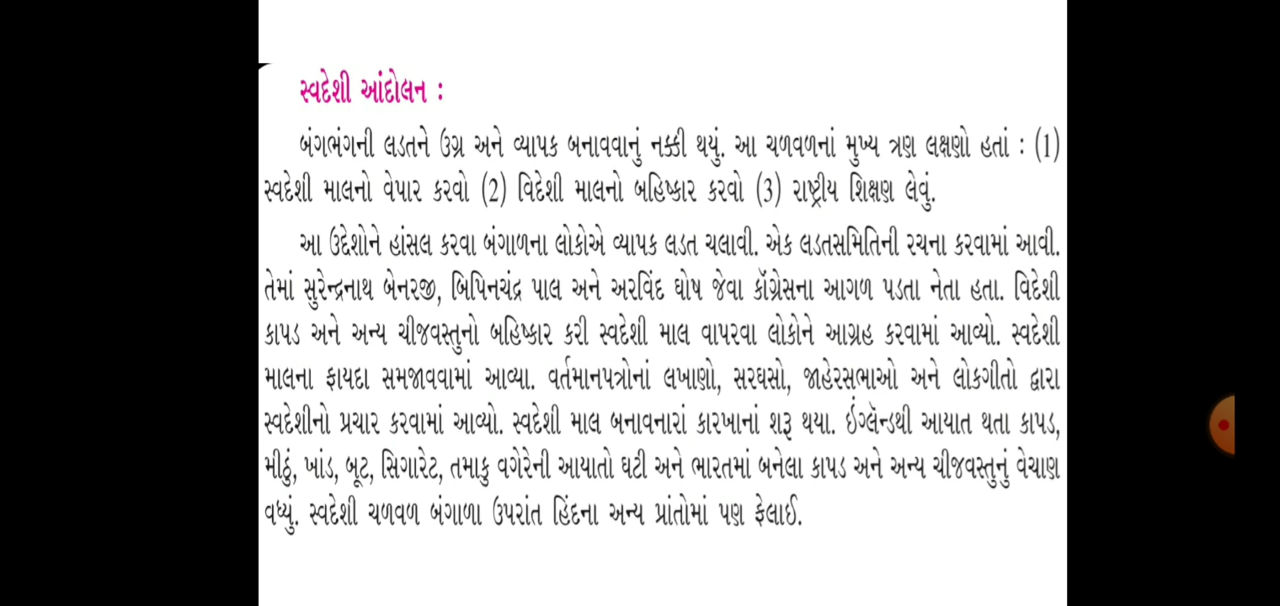 સ્વદેશી આંદોલન :
બંગભંગની લડતને ઉગ્ર અને વ્યાપક બનાવવાનું નક્કી થયું. આ ચળવળનાં મુખ્ય ત્રણ લક્ષણો હતાં : (1)
સ્વદેશી માલનો વેપાર કરવો (2) વિદેશી માલનો બહિષ્કાર કરવો (3) રાષ્ટ્રીય શિક્ષણ લેવું.
આ ઉદ્દેશોને હાંસલ કરવા બંગાળના લોકોએ વ્યાપક લડત ચલાવી. એક લડતસમિતિની રચના કરવામાં આવી.
તેમાં સુરેન્દ્રનાથ બેનરજી, બિપિનચંદ્ર પાલ અને અરવિંદ ઘોષ જેવા કૉંગ્રેસના આગળ પડતા નેતા હતા. વિદેશી
કાપડ અને અન્ય ચીજવસ્તુનો બહિષ્કાર કરી સ્વદેશી માલ વાપરવા લોકોને આગ્રહ કરવામાં આવ્યો. સ્વદેશી
માલના ફાયદા સમજાવવામાં આવ્યા. વર્તમાનપત્રોનાં લખાણો, સરઘસો, જાહેરસભાઓ અને લોકગીતો દ્વારા
સ્વદેશીનો પ્રચાર કરવામાં આવ્યો. સ્વદેશી માલ બનાવનારાં કારખાનાં શરૂ થયા. ઇંગ્લૅન્ડથી આયાત થતા કાપડ,
મીઠું, ખાંડ, બૂટ, સિગારેટ, તમાકુ વગેરેની આયાતો ઘટી અને ભારતમાં બનેલા કાપડ અને અન્ય ચીજવસ્તુનું વેચાણ
વધ્યું. સ્વદેશી ચળવળ બંગાળા ઉપરાંત હિંદના અન્ય પ્રાંતોમાં પણ ફેલાઈ.